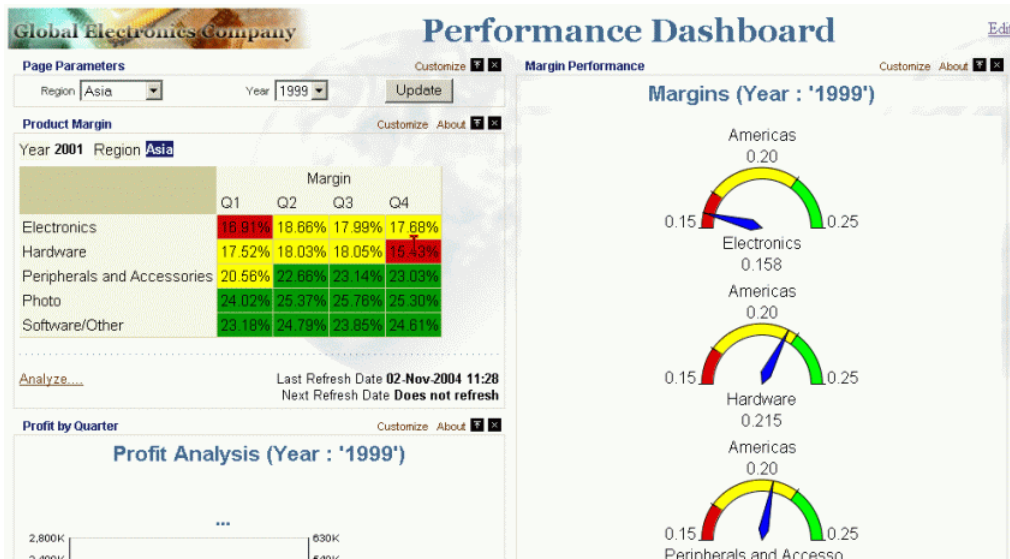 Global Electronics Company
Performance Dashboard
Edi
Page Parameters Customize
Region Asia Year 1999 Update
Product Margin Customize About
Year 2001 Region Asia
Margin
Q1 Q2 Q3 Q4
Electronics 16.91% 18.66% 17.99% 17.68%
Hardware 17.52% 18.03% 18.05% 15.43%
Peripherals and Accessories 20.56% 22.66% 23.14% 23.03%
Photo 24.02% 25.37% 25.76% 25.30%
Software/Other 23.18% 24.79% 23.85% 24.61%
Analyze....
Last Refresh Date 02-Nov-2004 11:28
Next Refresh Date Does not refresh
Profit by Quarter Customize About
Profit Analysis (Year : '1999')
...
2,800K 630K
Margin Performance Customize About
Margins (Year : '1999')
Americas
0.20
0.15 0.25
Electronics
0.158
Americas
0.20
0.15 0.25
Hardware
0.215
Americas
0.20
0.15 0.25
Peripherals and Accesso